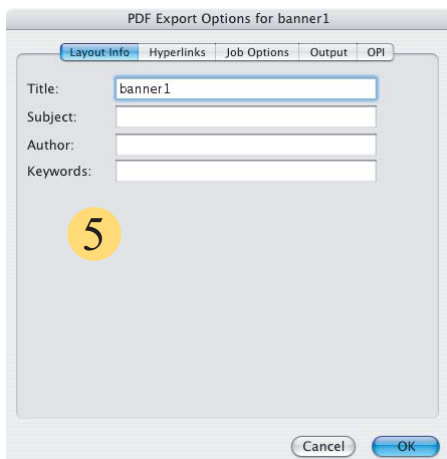 PDF Export Options for banner1
Layout Info Hyperlinks Job Options Output OPI
Title: banner1
Subject:
Author:
Keywords:
5
Cancel OK